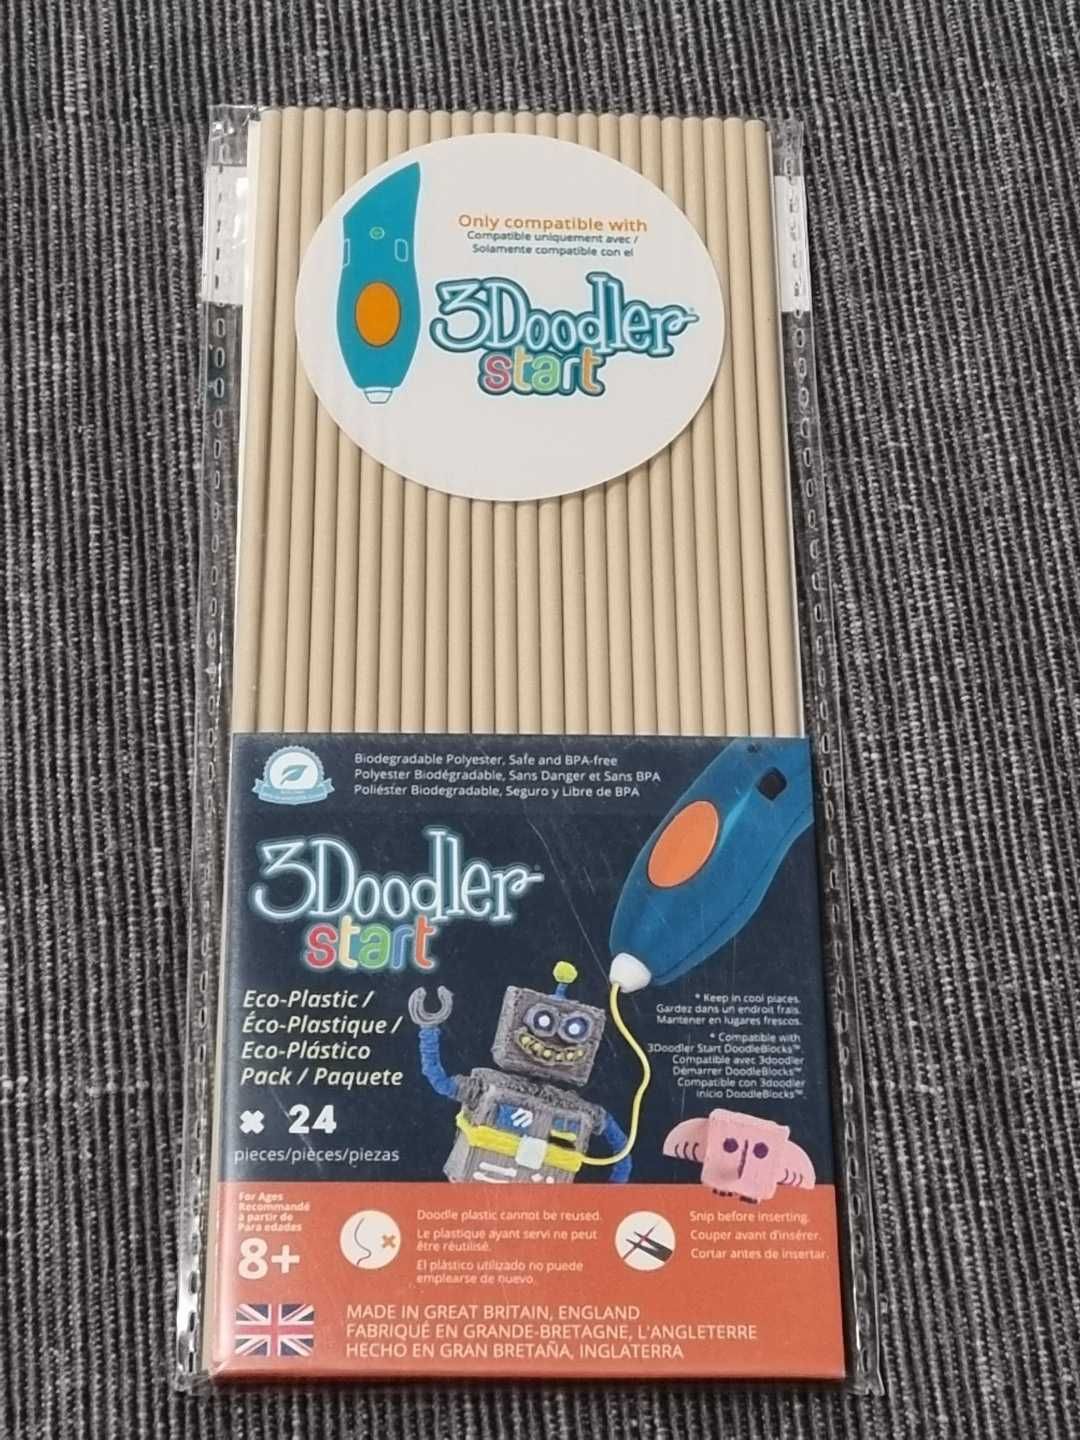 Only compatible with
Compatible uniquement avec /
Solamente compatible con el
3Doodler
start
Biodegradable Polyester, Safe and BPA-free
Polyester Biodégradable, Sans Danger et Sans BPA
Poliéster Biodegradable, Seguro y Libre de BPA
3Doodler
start
Eco-Plastic /
Éco-Plastique /
Eco-Plástico
Pack / Paquete
x 24
pieces/pièces/piezas
* Keep in cool places.
Gardez dans un endroit frais.
Mantener en lugares frescos.
* Compatible with
3Doodler Start DoodleBlocks™.
Compatible avec 3doodler
Démarrer DoodleBlocks™
Compatible con 3doodler
inicio DoodleBlocks™.
For Ages
Recommandé
à partir de
Para edades
8+
Doodle plastic cannot be reused.
Le plastique ayant servi ne peut
être réutilisé.
El plástico utilizado no puede
emplearse de nuevo.
Snip before inserting.
Couper avant d'insérer.
Cortar antes de insertar.
MADE IN GREAT BRITAIN, ENGLAND
FABRIQUÉ EN GRANDE-BRETAGNE, L'ANGLETERRE
HECHO EN GRAN BRETAÑA, INGLATERRA